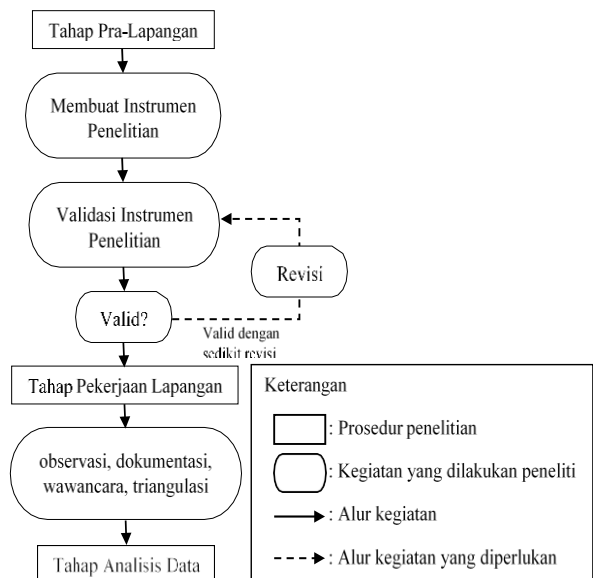 Tahap Pra-Lapangan
Membuat Instrumen
Penelitian
Validasi Instrumen
Penelitian
Revisi
Valid?
Valid dengan
sedikit revisi
Tahap Pekerjaan Lapangan
observasi, dokumentasi,
wawancara, triangulasi
Tahap Analisis Data
Keterangan
: Prosedur penelitian
: Kegiatan yang dilakukan peneliti
: Alur kegiatan
: Alur kegiatan yang diperlukan